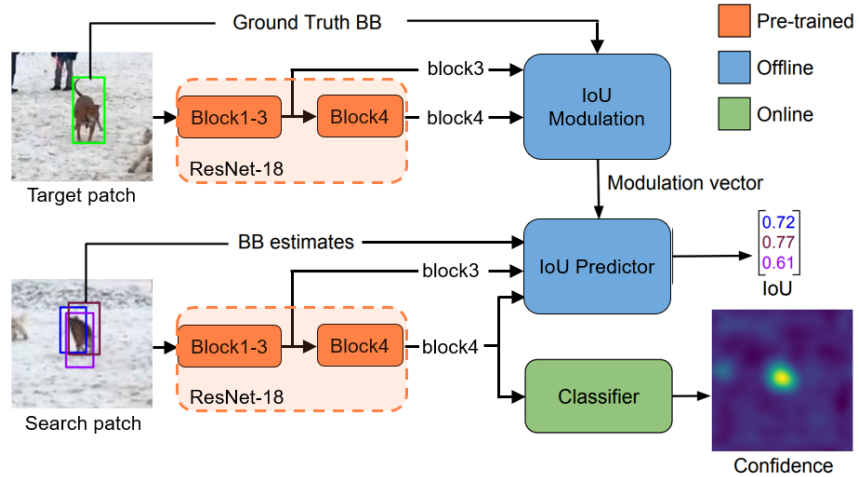 Ground Truth BB
Pre-trained
Offline
Online
block3
IoU
Modulation
Block1-3
Block4
block4
ResNet-18
Target patch
Modulation vector
BB estimates
0.72
0.77
0.61
IoU
block3
IoU Predictor
Block1-3
Block4
block4
ResNet-18
Classifier
Search patch
Confidence